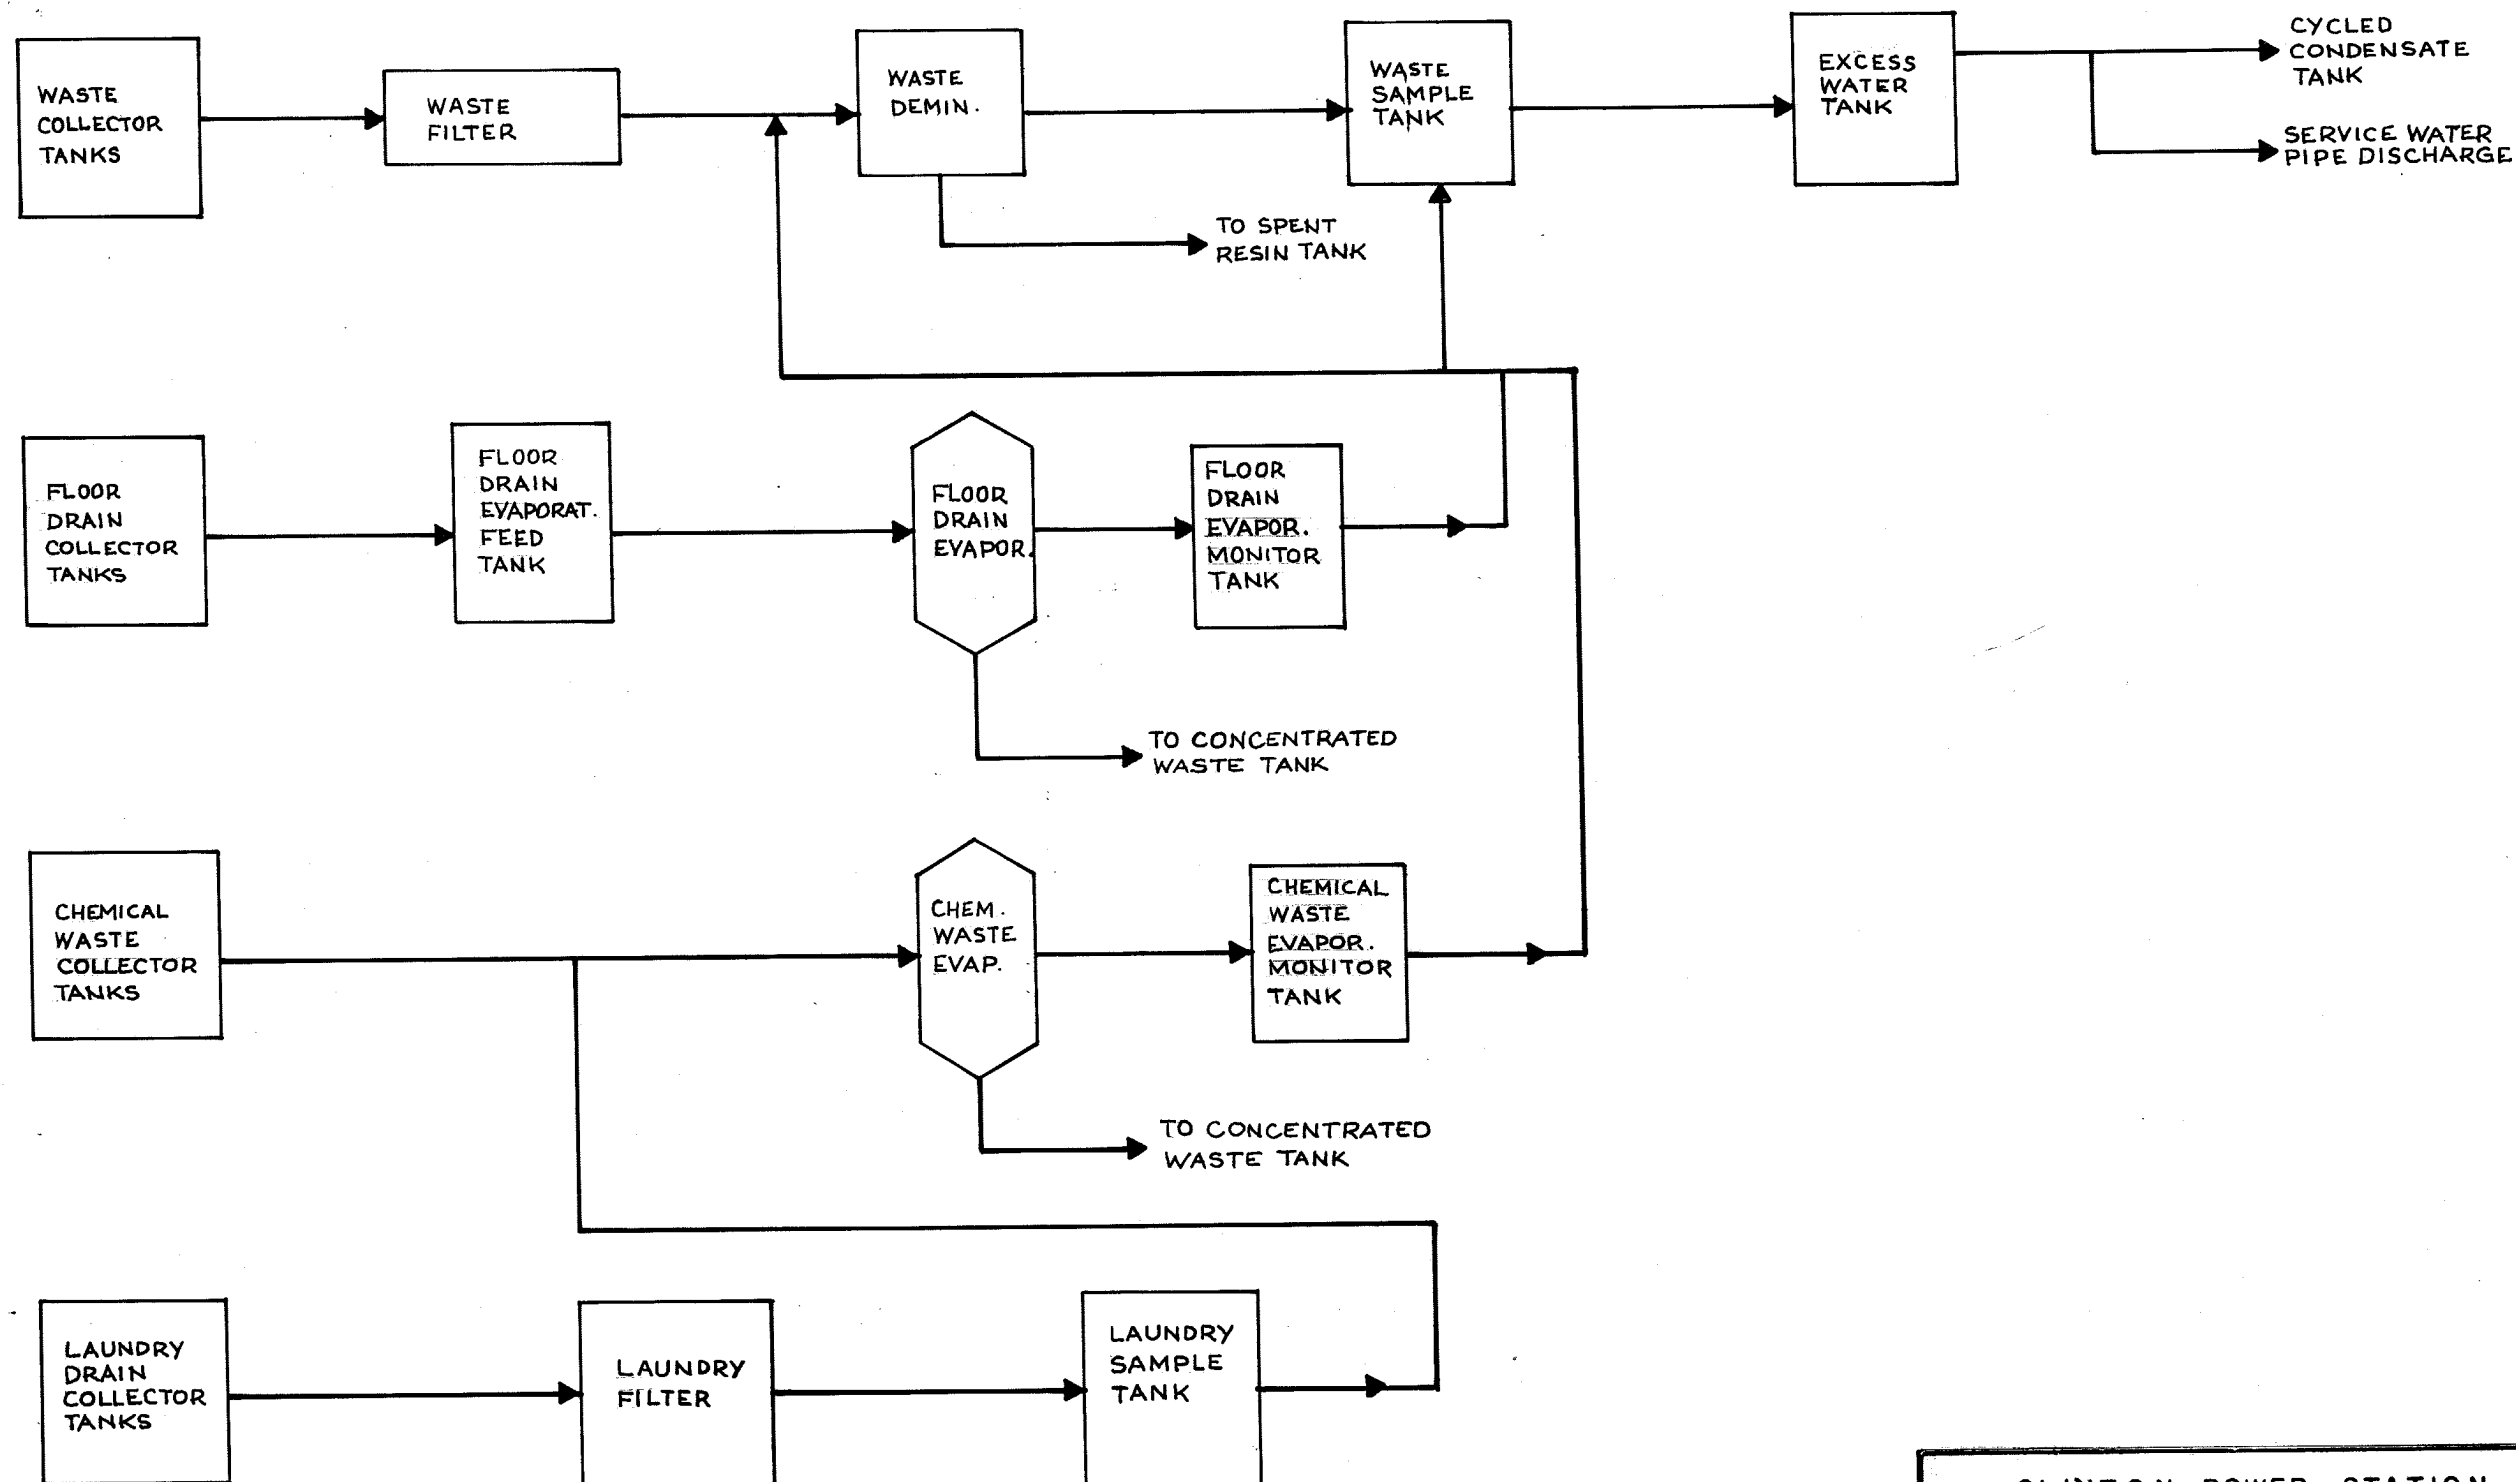 WASTE
COLLECTOR
TANKS
WASTE
FILTER
WASTE
DEMIN.
WASTE
SAMPLE
TANK
EXCESS
WATER
TANK
CYCLED
CONDENSATE
TANK
SERVICE WATER
PIPE DISCHARGE
TO SPENT
RESIN TANK
FLOOR
DRAIN
COLLECTOR
TANKS
FLOOR
DRAIN
EVAPORAT.
FEED
TANK
FLOOR
DRAIN
EVAPOR.
FLOOR
DRAIN
EVAPOR.
MONITOR
TANK
TO CONCENTRATED
WASTE TANK
CHEMICAL
WASTE
COLLECTOR
TANKS
CHEM.
WASTE
EVAP.
CHEMICAL
WASTE
EVAPOR.
MONITOR
TANK
TO CONCENTRATED
WASTE TANK
LAUNDRY
DRAIN
COLLECTOR
TANKS
LAUNDRY
FILTER
LAUNDRY
SAMPLE
TANK
CLINTON POWER STATION